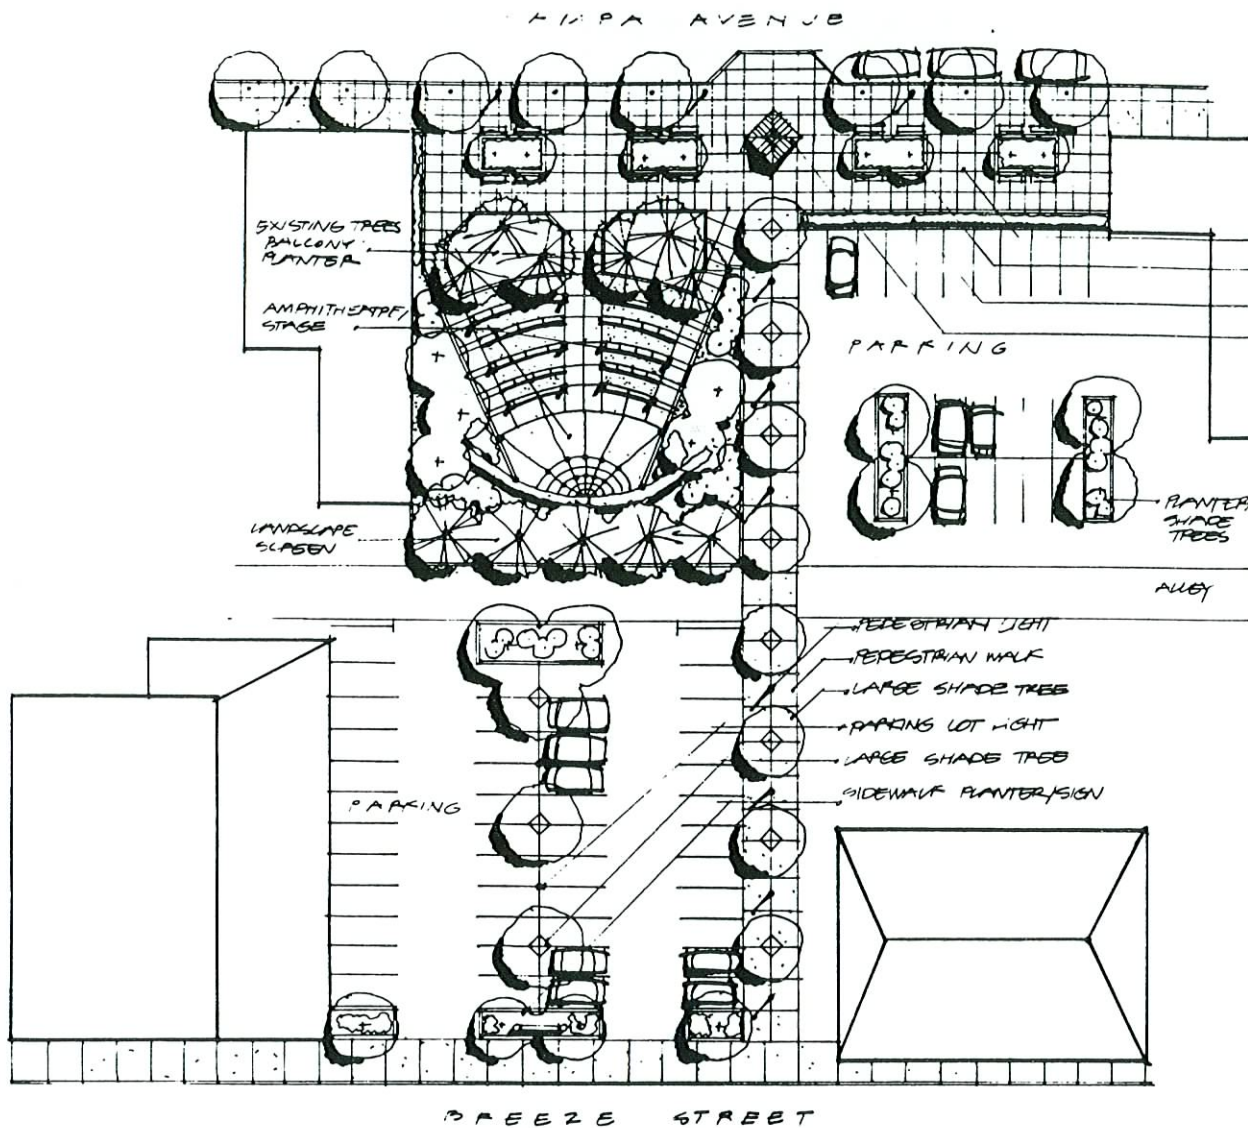 AVENUE
EXISTING TREES
BALCONY
PLANTER
AMPHITHEATRE/
STAGE
PARKING
LANDSCAPE
SCREEN
PLANTER/
SHADE
TREES
ALLEY
PEDESTRIAN LIGHT
PEDESTRIAN WALK
LARGE SHADE TREE
PARKING LOT LIGHT
LARGE SHADE TREE
SIDEWALK PLANTER/SIGN
PARKING
BREEZE STREET